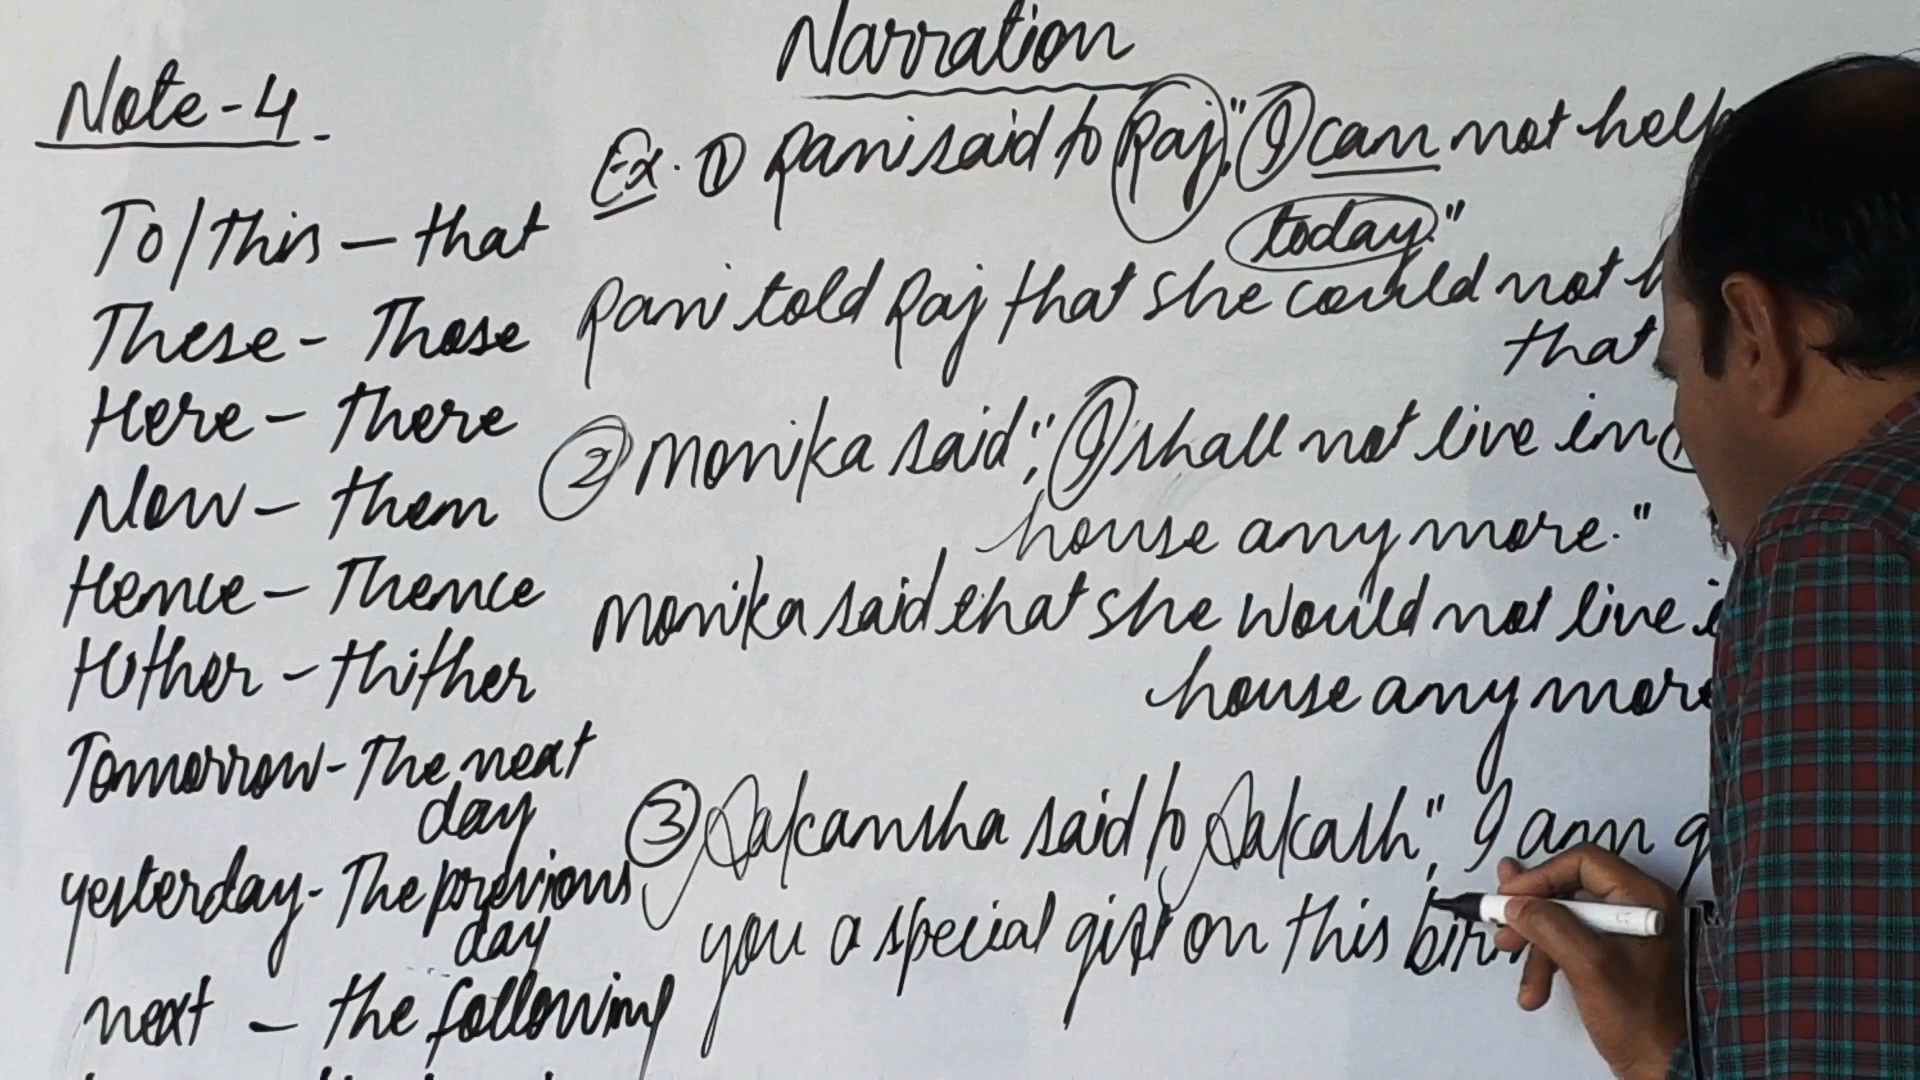 Narration
Note-4
To/This - that
These - Those
Here - there
Now - then
Hence - Thence
Hither - thither
Tomorrow - The next
day
yesterday - The previous
day
next - the following
Ex. ① Rani said to Raj, "I can not help
today."
Rani told Raj that she could not h
that
② Monika said, "I shall not live in
house any more."
Monika said that she would not live i
house any more
③ Aakansha said to Aakash, "I am g
you a special gift on this bir